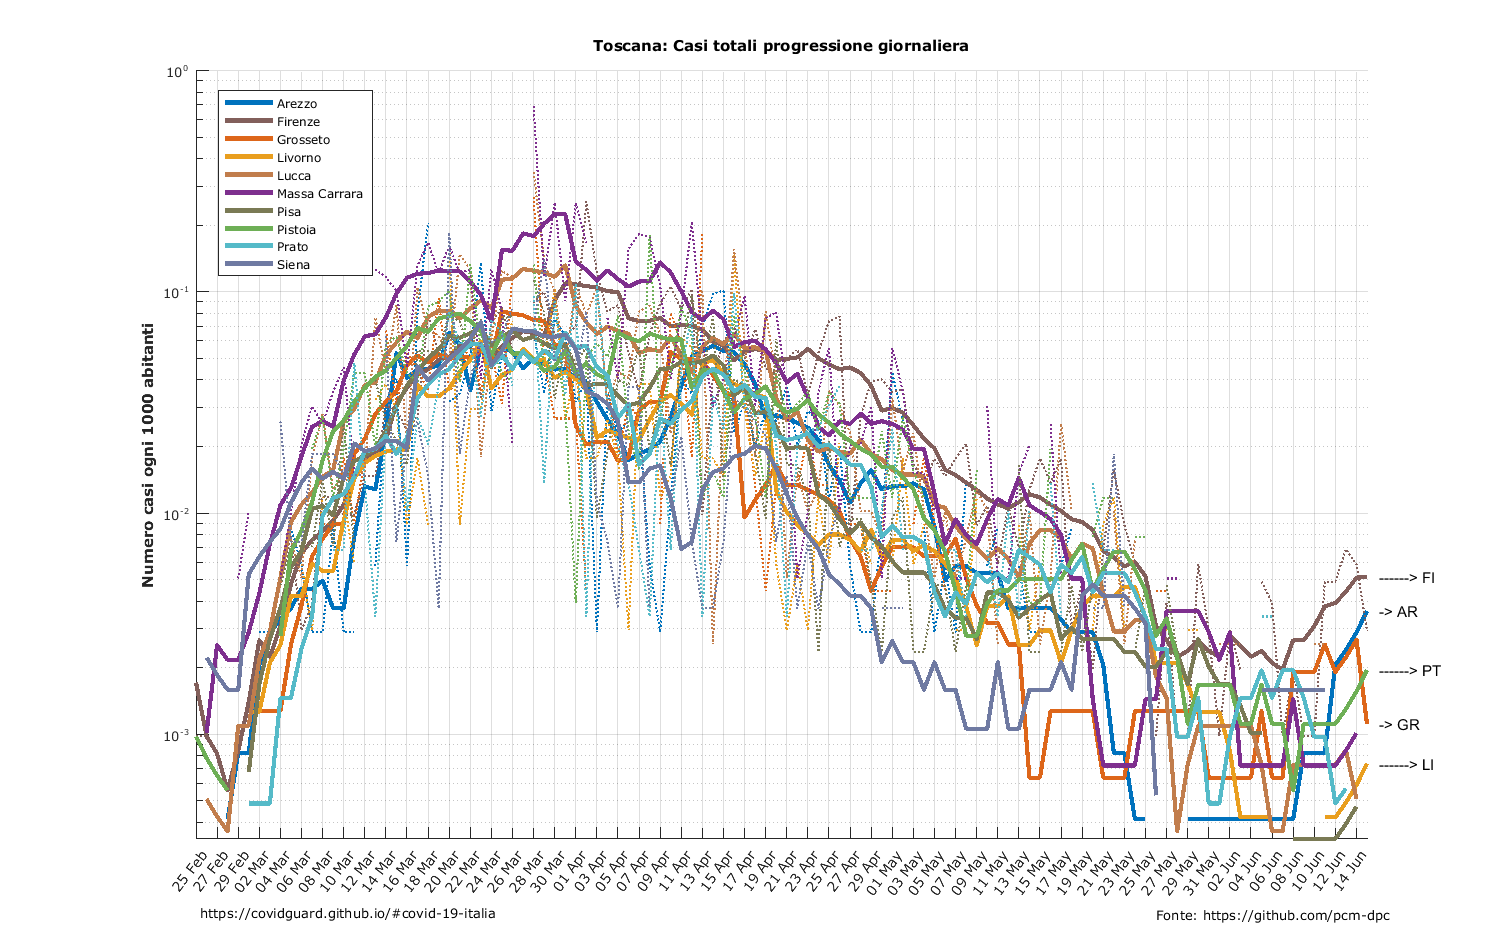 Toscana: Casi totali progressione giornaliera
Numero casi ogni 1000 abitanti
10^0
10^-1
10^-2
10^-3
Arezzo
Firenze
Grosseto
Livorno
Lucca
Massa Carrara
Pisa
Pistoia
Prato
Siena
------> FI
-> AR
------> PT
-> GR
------> LI
25 Feb
27 Feb
29 Feb
02 Mar
04 Mar
06 Mar
08 Mar
10 Mar
12 Mar
14 Mar
16 Mar
18 Mar
20 Mar
22 Mar
24 Mar
26 Mar
28 Mar
30 Mar
01 Apr
03 Apr
05 Apr
07 Apr
09 Apr
11 Apr
13 Apr
15 Apr
17 Apr
19 Apr
21 Apr
23 Apr
25 Apr
27 Apr
29 Apr
01 May
03 May
05 May
07 May
09 May
11 May
13 May
15 May
17 May
19 May
21 May
23 May
25 May
27 May
29 May
31 May
02 Jun
04 Jun
06 Jun
08 Jun
10 Jun
12 Jun
14 Jun
https://covidguard.github.io/#covid-19-italia
Fonte: https://github.com/pcm-dpc